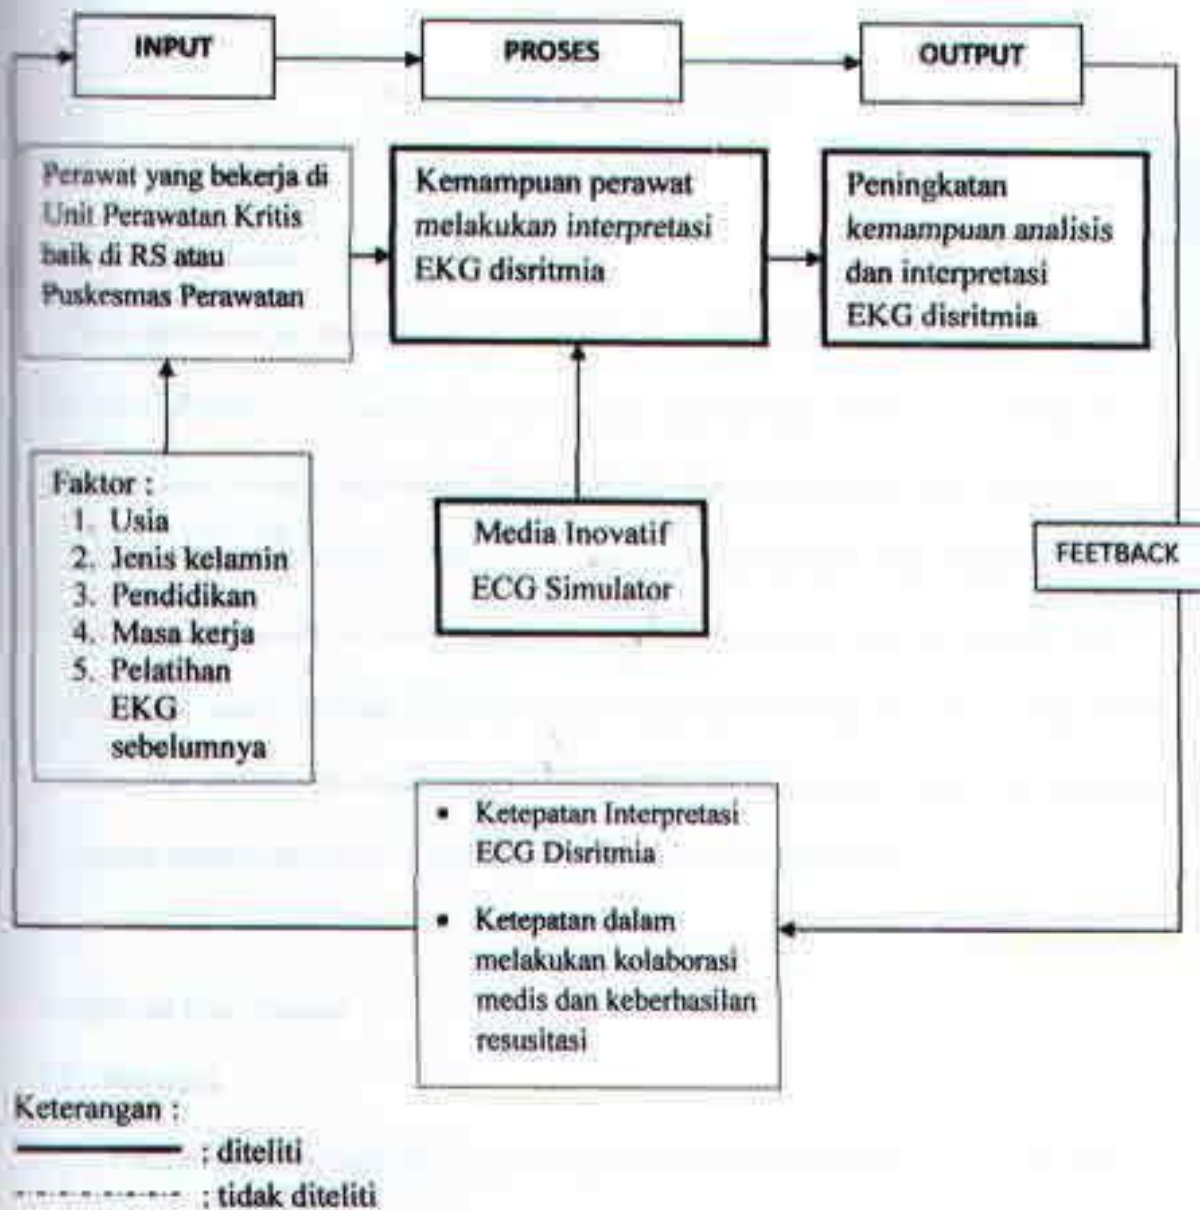 INPUT
PROSES
OUTPUT
Perawat yang bekerja di
Unit Perawatan Kritis
baik di RS atau
Puskesmas Perawatan
Kemampuan perawat
melakukan interpretasi
EKG disritmia
Peningkatan
kemampuan analisis
dan interpretasi
EKG disritmia
Faktor :
1. Usia
2. Jenis kelamin
3. Pendidikan
4. Masa kerja
5. Pelatihan
EKG
sebelumnya
Media Inovatif
ECG Simulator
FEETBACK
• Ketepatan Interpretasi
ECG Disritmia
• Ketepatan dalam
melakukan kolaborasi
medis dan keberhasilan
resusitasi
Keterangan :
: diteliti
: tidak diteliti